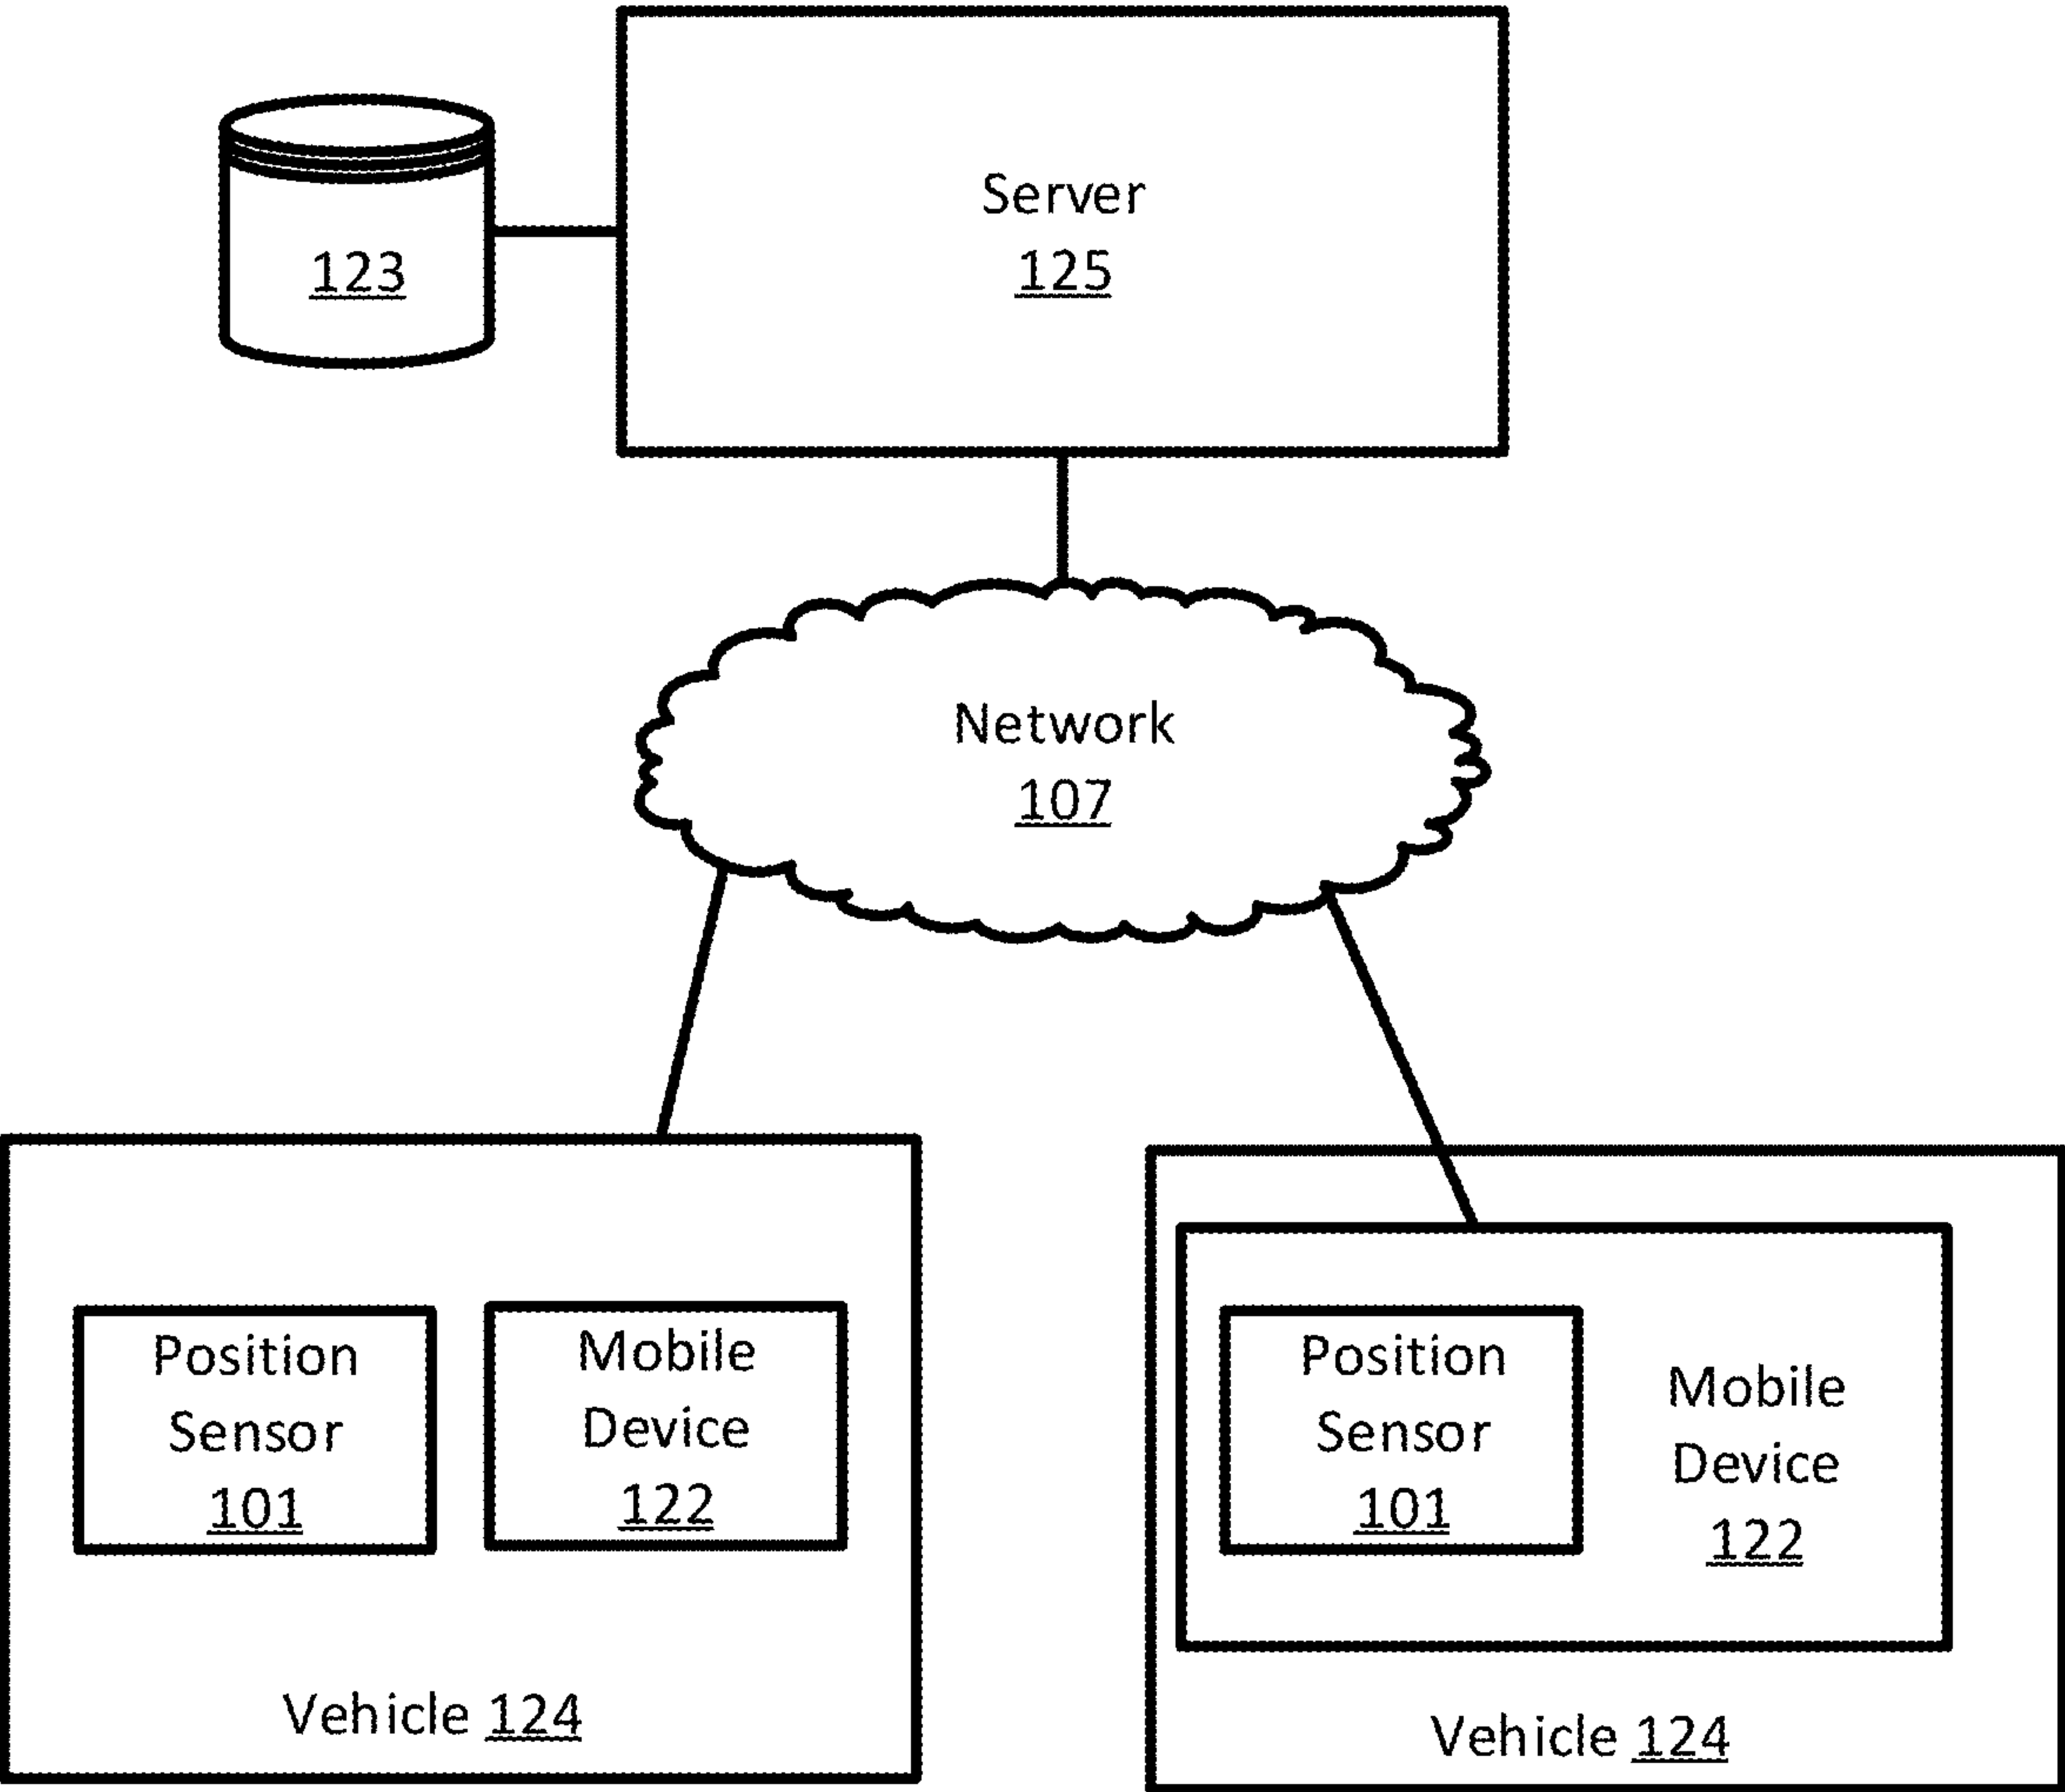 Server
125
123
Network
107
Position
Sensor
101
Mobile
Device
122
Vehicle 124
Position
Sensor
101
Mobile
Device
122
Vehicle 124